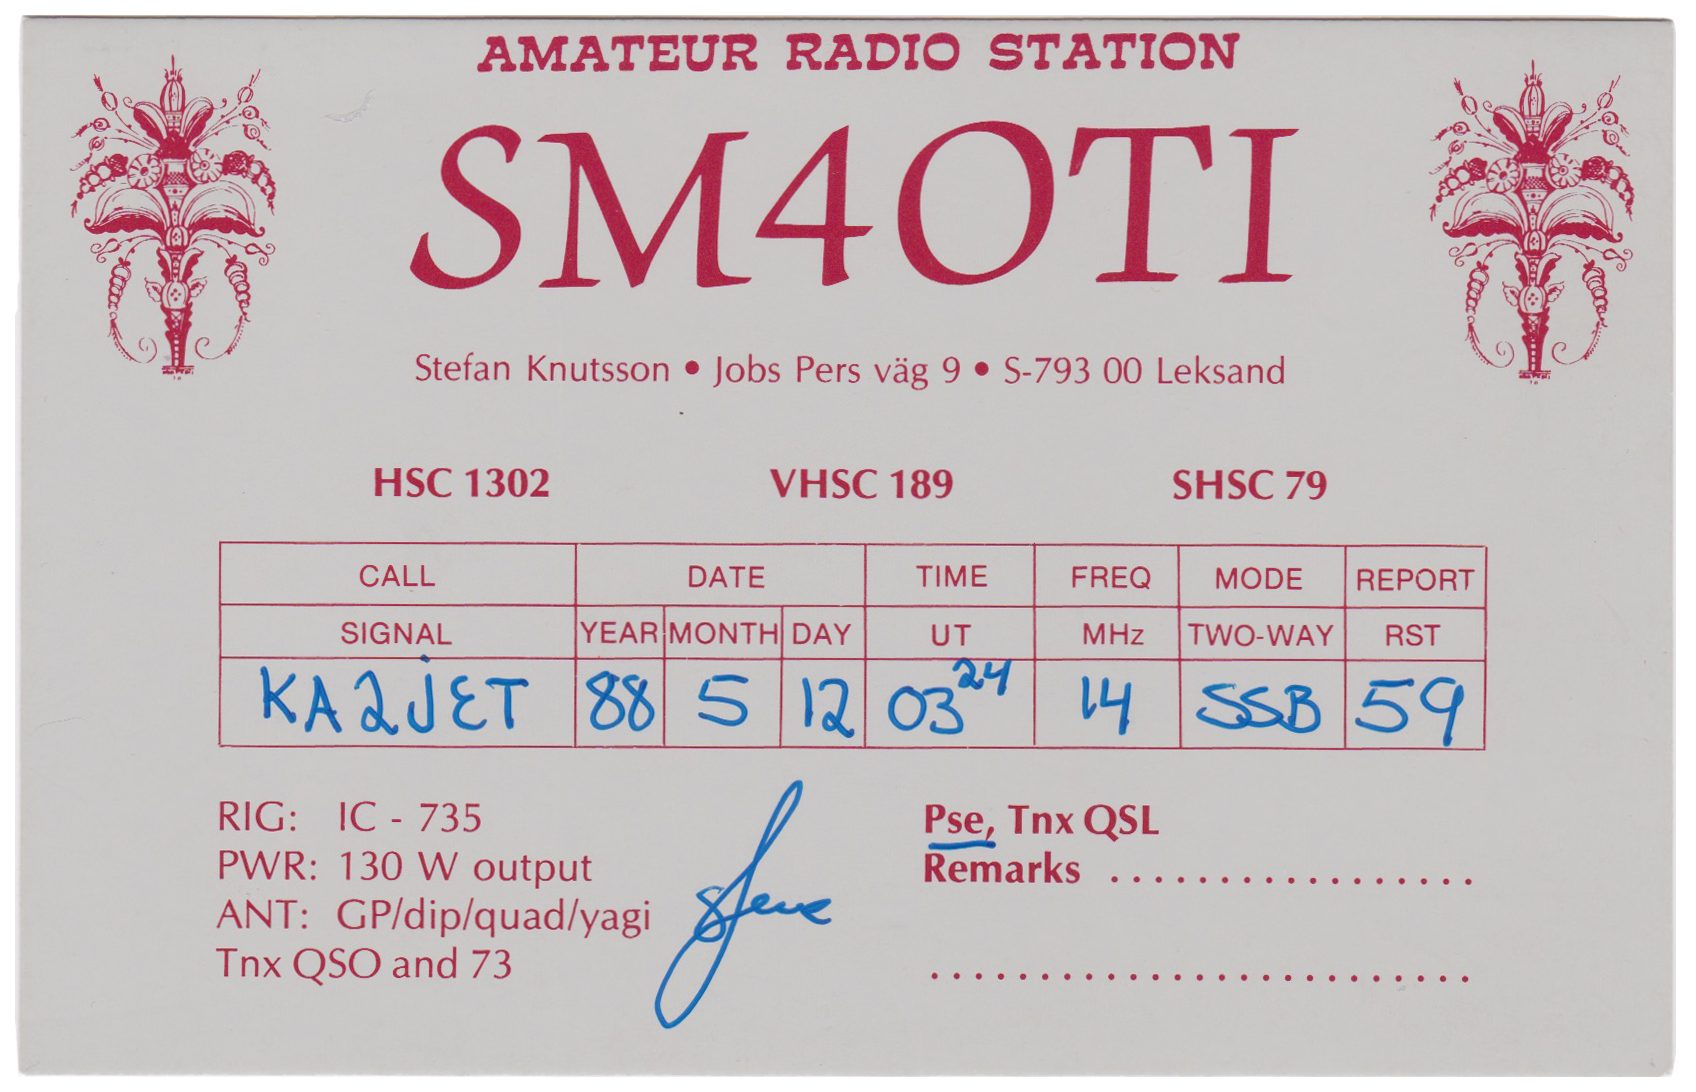 AMATEUR RADIO STATION
SM4OTI
Stefan Knutsson • Jobs Pers väg 9 • S-793 00 Leksand
HSC 1302 VHSC 189 SHSC 79
CALL DATE TIME FREQ MODE REPORT
SIGNAL YEAR MONTH DAY UT MHz TWO-WAY RST
KA2JET 88 5 12 03 24 14 SSB 59
RIG: IC - 735
PWR: 130 W output
ANT: GP/dip/quad/yagi
Tnx QSO and 73
Steve
Pse, Tnx QSL
Remarks